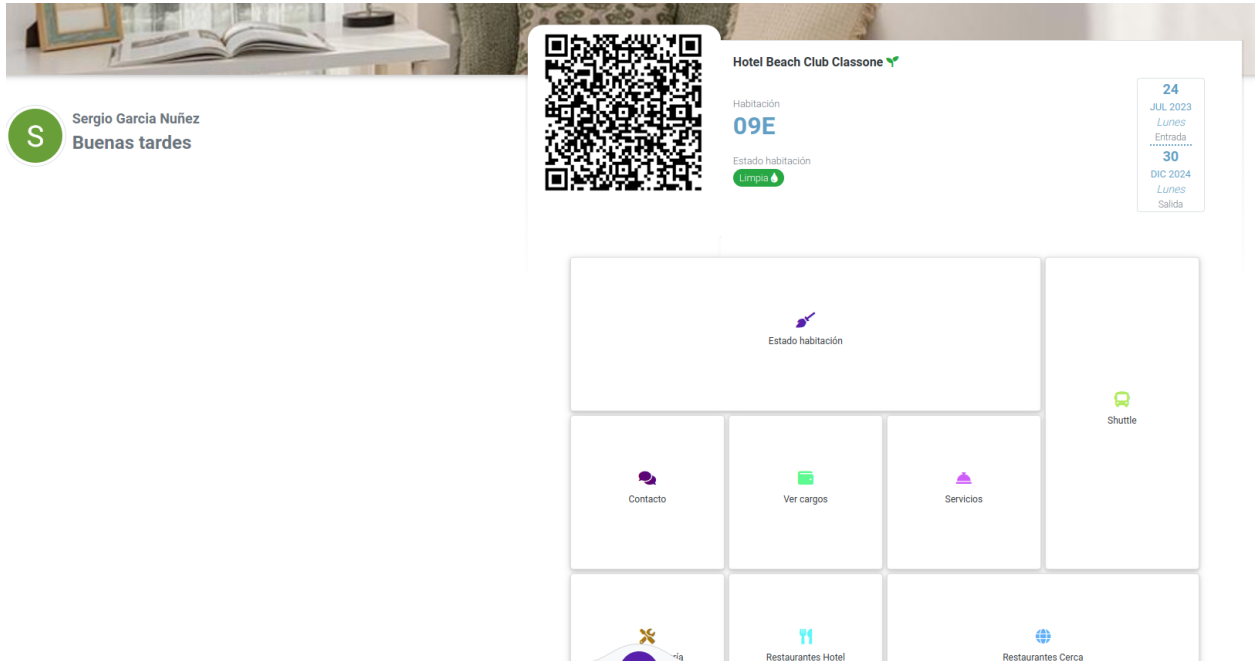 Hotel Beach Club Classone
S
Sergio Garcia Nuñez
Buenas tardes
Habitación
09E
Estado habitación
Limpia
24
JUL 2023
Lunes
Entrada
30
DIC 2024
Lunes
Salida
Estado habitación
Shuttle
Contacto
Ver cargos
Servicios
Restaurantes Hotel
Restaurantes Cerca